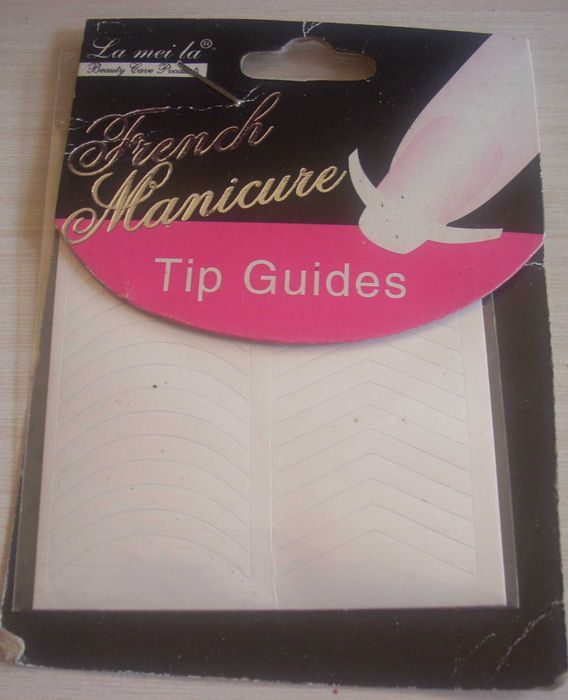 La mei la®
Beauty Care Products
French
Manicure
Tip Guides